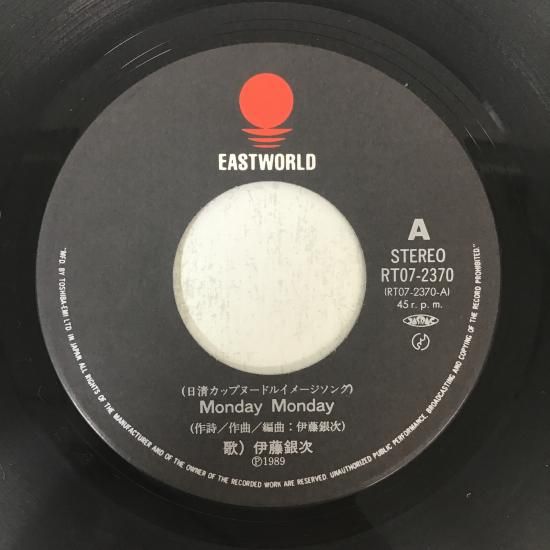 EASTWORLD
A
STEREO
RT07-2370
(RT07-2370-A)
45 r. p. m.
JASRAC
(日清カップヌードルイメージソング)
Monday Monday
(作詩／作曲／編曲：伊藤銀次)
歌）伊藤銀次
Ⓟ1989
"MF'D. BY TOSHIBA-EMI LTD. IN JAPAN ALL RIGHTS OF THE MANUFACTURER AND OF THE OWNER OF THE RECORDED WORK ARE RESERVED UNAUTHORIZED PUBLIC PERFORMANCE, BROADCASTING AND COPYING OF THE RECORD PROHIBITED."